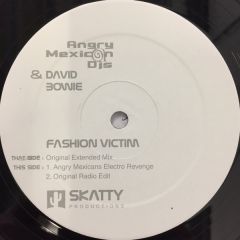 Angry
Mexican
DJs
& DAVID
BOWIE
FASHION VICTIM
THAT SIDE : Original Extended Mix
THIS SIDE : 1. Angry Mexicans Electro Revenge
2. Original Radio Edit
SKATTY
PRODUCTIONS